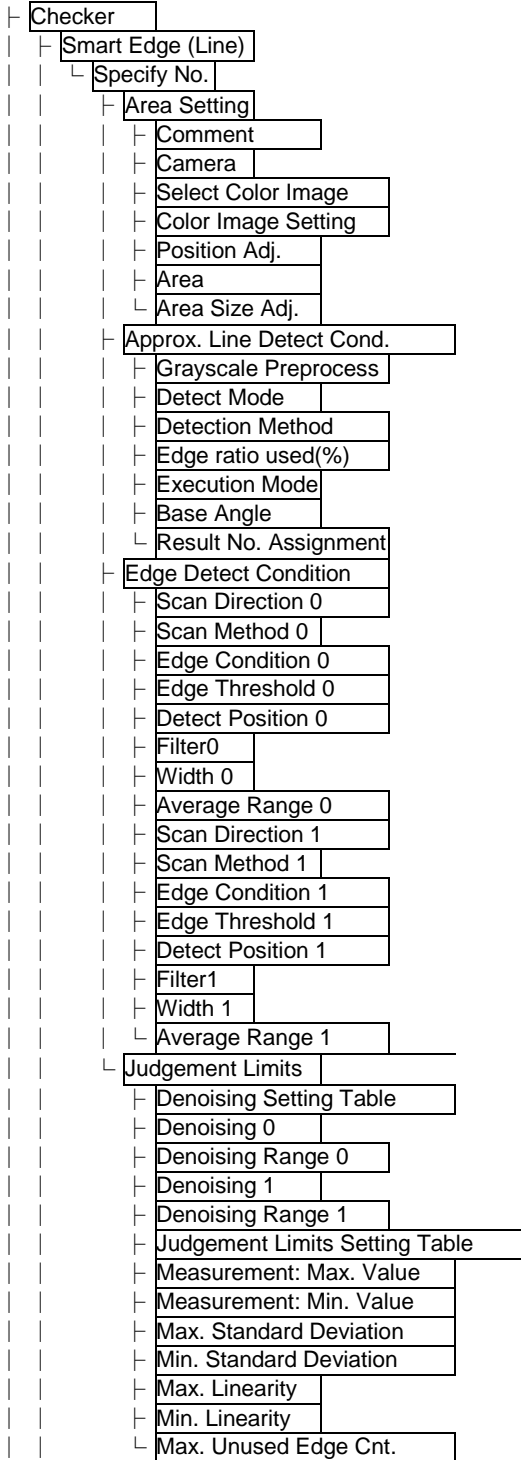 Checker
Smart Edge (Line)
Specify No.
Area Setting
Comment
Camera
Select Color Image
Color Image Setting
Position Adj.
Area
Area Size Adj.
Approx. Line Detect Cond.
Grayscale Preprocess
Detect Mode
Detection Method
Edge ratio used(%)
Execution Mode
Base Angle
Result No. Assignment
Edge Detect Condition
Scan Direction 0
Scan Method 0
Edge Condition 0
Edge Threshold 0
Detect Position 0
Filter0
Width 0
Average Range 0
Scan Direction 1
Scan Method 1
Edge Condition 1
Edge Threshold 1
Detect Position 1
Filter1
Width 1
Average Range 1
Judgement Limits
Denoising Setting Table
Denoising 0
Denoising Range 0
Denoising 1
Denoising Range 1
Judgement Limits Setting Table
Measurement: Max. Value
Measurement: Min. Value
Max. Standard Deviation
Min. Standard Deviation
Max. Linearity
Min. Linearity
Max. Unused Edge Cnt.